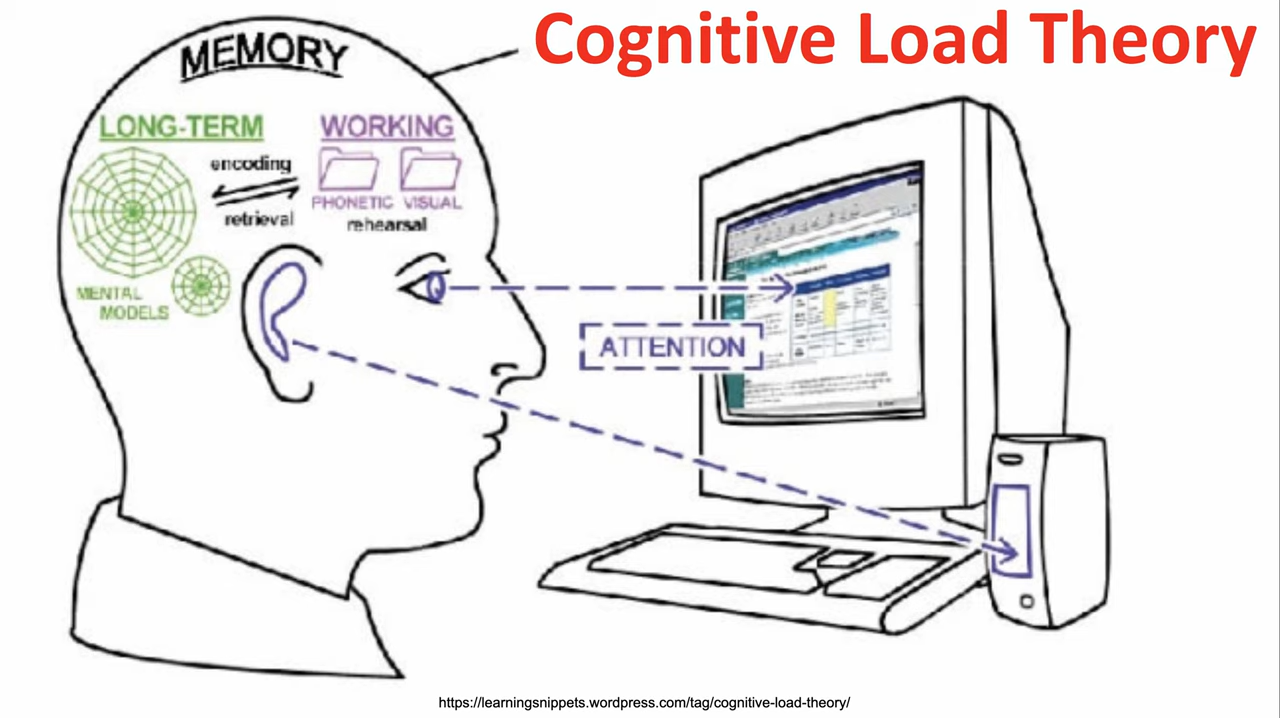 Cognitive Load Theory
MEMORY
LONG-TERM
WORKING
encoding
retrieval
PHONETIC VISUAL
rehearsal
MENTAL
MODELS
ATTENTION
https://learningsnippets.wordpress.com/tag/cognitive-load-theory/